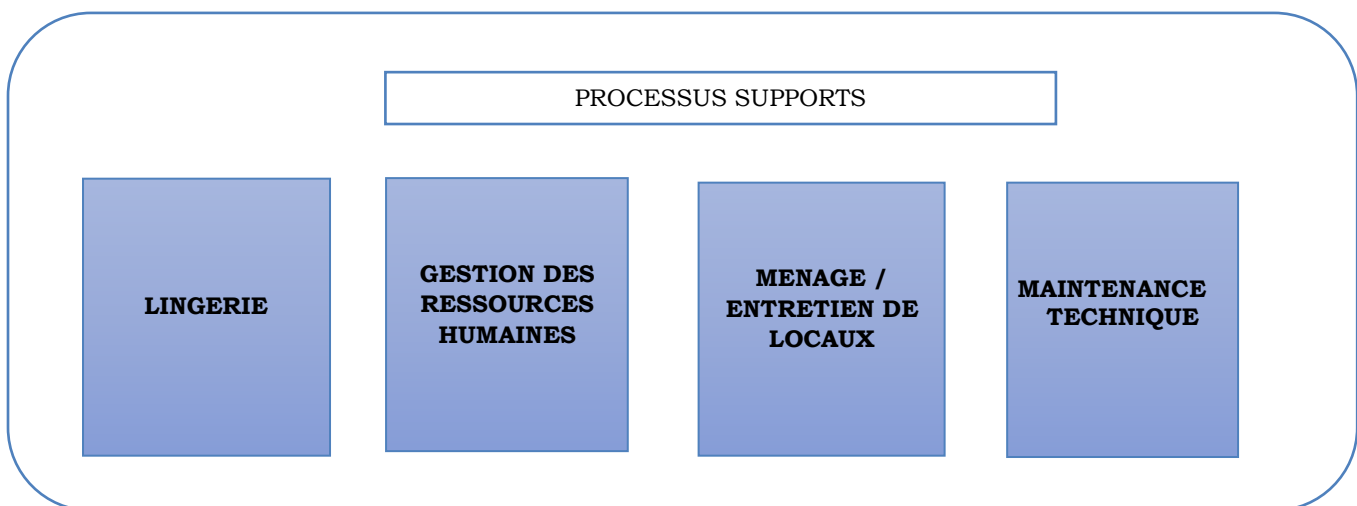 PROCESSUS SUPPORTS
LINGERIE
GESTION DES
RESSOURCES
HUMAINES
MENAGE /
ENTRETIEN DE
LOCAUX
MAINTENANCE
TECHNIQUE